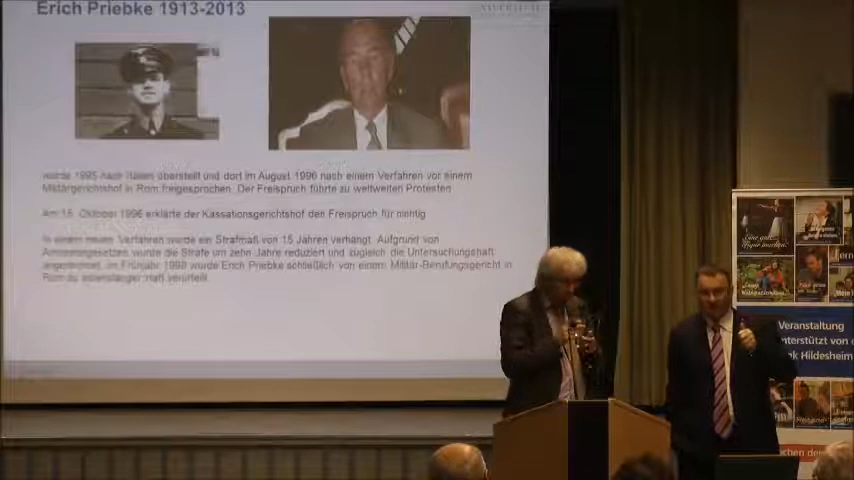 Erich Priebke 1913-2013
wurde 1995 nach Italien überstellt und dort im August 1996 nach einem Verfahren vor einem
Militärgerichtshof in Rom freigesprochen. Der Freispruch führte zu weltweiten Protesten
Am 15. Oktober 1996 erklärte der Kassationsgerichtshof den Freispruch für nichtig
In einem neuen Verfahren wurde ein Strafmaß von 15 Jahren verhängt. Aufgrund von
Amnestiegesetzen wurde die Strafe um zehn Jahre reduziert und zugleich die Untersuchungshaft
angerechnet. Im Frühjahr 1998 wurde Erich Priebke schließlich von einem Militär-Berufungsgericht in
Rom zu lebenslanger Haft verurteilt.
Veranstaltung
nterstützt von
nk Hildesheim